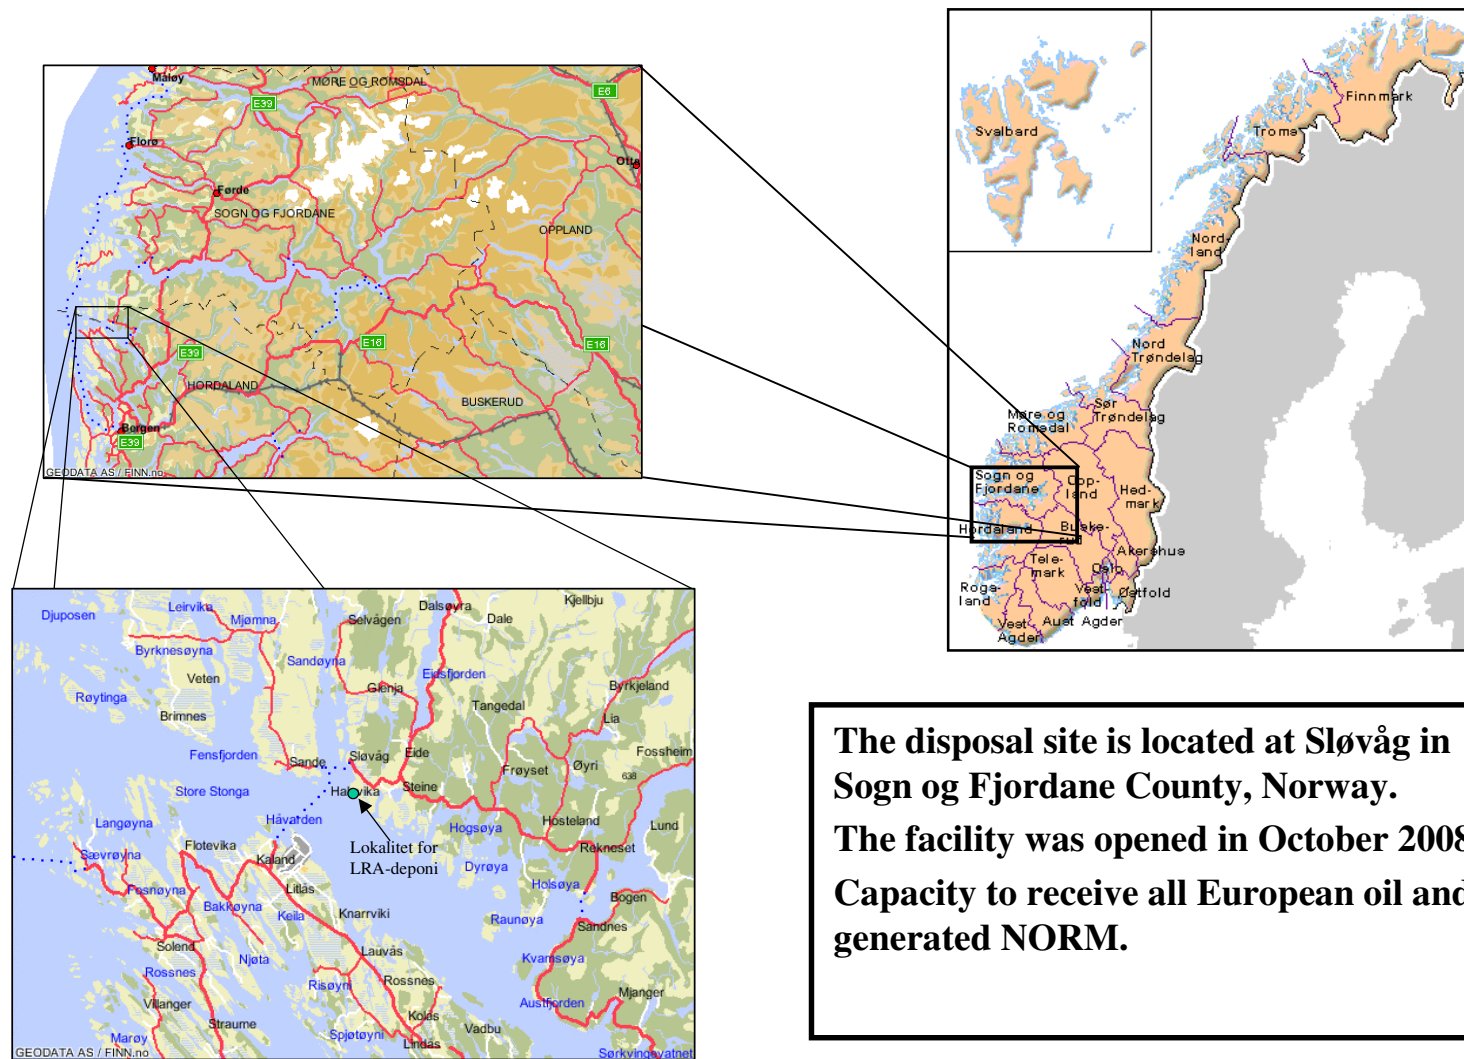 Måløy
MØRE OG ROMSDAL
E39
E6
Florø
Otta
Førde
SOGN OG FJORDANE
OPPLAND
E39
E16
E16
HORDALAND
BUSKERUD
Bergen
E39
GEODATA AS / FINN.no
Svalbard
Finnmark
Troms
Nord-
land
Nord
Trøndelag
Sør
Trøndelag
Møre og
Romsdal
Sogn og
Fjordane
Opp-
land
Hed-
mark
Hordaland
Buske-
rud
Akershus
Tele-
mark
Oslo
Roga-
land
Vest-
fold
Østfold
Vest
Agder
Aust Agder
Djuposen
Leirvika
Mjømna
Selvågen
Dalsøyra
Dale
Kjellbju
Byrknesøyna
Veten
Sandøyna
Eidsfjorden
Røytinga
Brimnes
Glenja
Tangedal
Byrkjeland
Lia
Fensfjorden
Sande
Sløvåg
Eide
Frøyset
Øyri
Fossheim
638
Store Stonga
Steine
Langøyna
Håvarden
Hogsøya
Hosteland
Lund
Flotevika
Lokalitet for
LRA-deponi
Sævrøyna
Kaland
Rekneset
Dyrøya
Fosnøyna
Litlås
Holsøya
Bakkøyna
Keila
Knarrviki
Raunøya
Bogen
Sandnes
Solend
Njøta
Lauvås
Kvamsøya
Rossnes
Risøyni
Rossnes
Villanger
Austfjorden
Mjanger
Straume
Kolås
Marøy
Spjøtøyni
Lindås
Vadbu
Sørkvingevatnet
GEODATA AS / FINN.no
The disposal site is located at Sløvåg in
Sogn og Fjordane County, Norway.
The facility was opened in October 2008
Capacity to receive all European oil and
generated NORM.